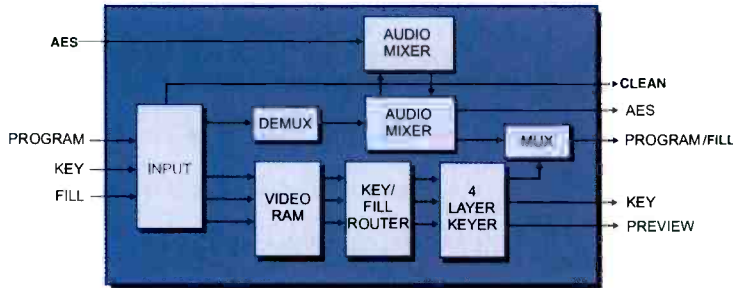 AUDIO
MIXER
AES
CLEAN
AUDIO
MIXER
AES
DEMUX
MUX
PROGRAM/FILL
PROGRAM
INPUT
KEY
FILL
VIDEO
RAM
KEY/
FILL
ROUTER
4
LAYER
KEYER
KEY
PREVIEW